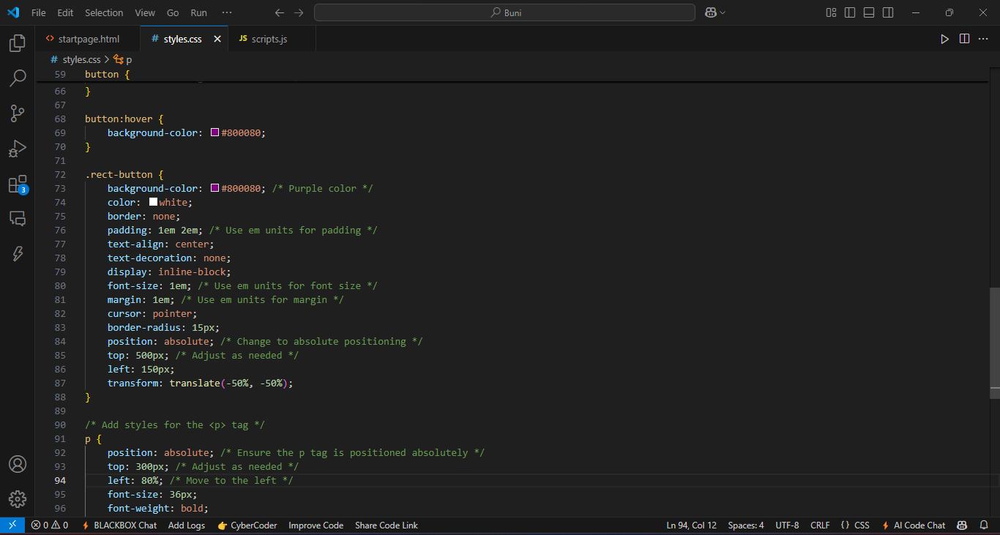 File Edit Selection View Go Run ··· Buni
startpage.html # styles.css JS scripts.js
# styles.css > p
59 button {
66 }
67
68 button:hover {
69 background-color: #800080;
70 }
71
72 .rect-button {
73 background-color: #800080; /* Purple color */
74 color: white;
75 border: none;
76 padding: 1em 2em; /* Use em units for padding */
77 text-align: center;
78 text-decoration: none;
79 display: inline-block;
80 font-size: 1em; /* Use em units for font size */
81 margin: 1em; /* Use em units for margin */
82 cursor: pointer;
83 border-radius: 15px;
84 position: absolute; /* Change to absolute positioning */
85 top: 500px; /* Adjust as needed */
86 left: 150px;
87 transform: translate(-50%, -50%);
88 }
89
90 /* Add styles for the <p> tag */
91 p {
92 position: absolute; /* Ensure the p tag is positioned absolutely */
93 top: 300px; /* Adjust as needed */
94 left: 80%; /* Move to the left */
95 font-size: 36px;
96 font-weight: bold;
3
0 0 BLACKBOX Chat Add Logs CyberCoder Improve Code Share Code Link Ln 94, Col 12 Spaces: 4 UTF-8 CRLF {} CSS AI Code Chat